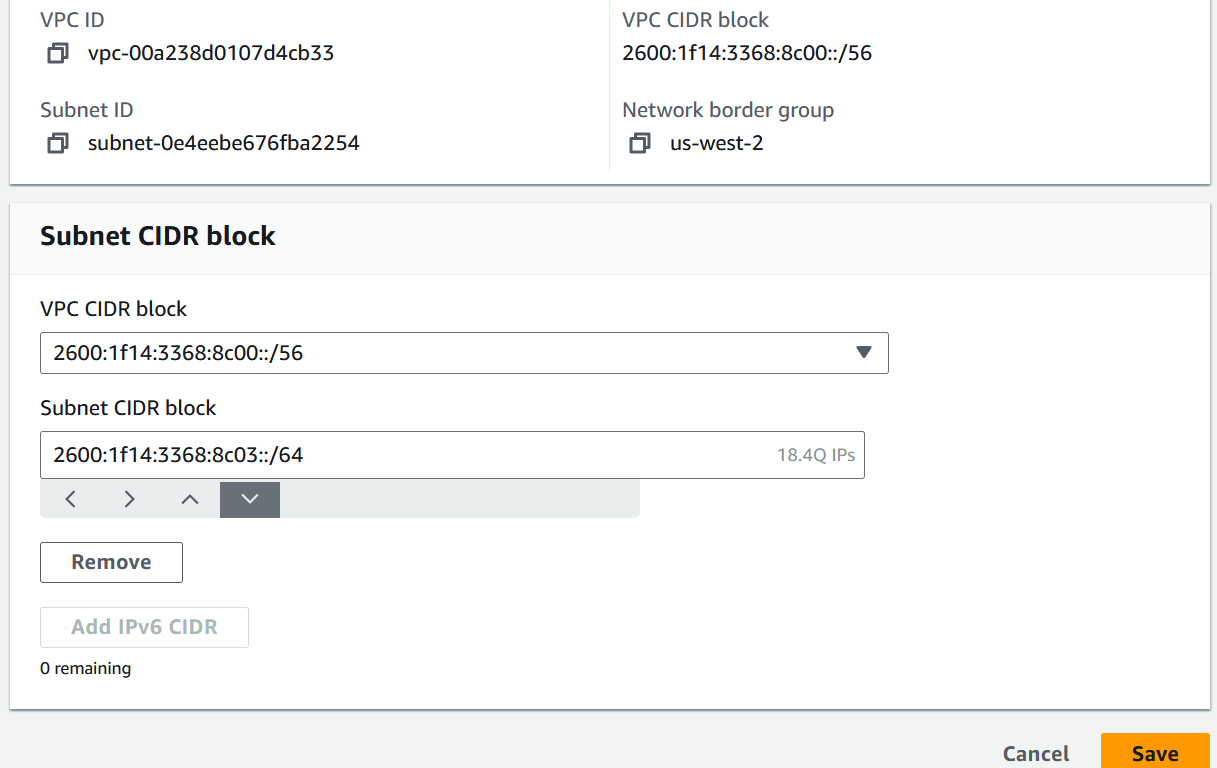 VPC ID
vpc-00a238d0107d4cb33
VPC CIDR block
2600:1f14:3368:8c00::/56
Subnet ID
subnet-0e4eebe676fba2254
Network border group
us-west-2
Subnet CIDR block
VPC CIDR block
2600:1f14:3368:8c00::/56
Subnet CIDR block
2600:1f14:3368:8c03::/64
18.4Q IPs
Remove
Add IPv6 CIDR
0 remaining
Cancel
Save